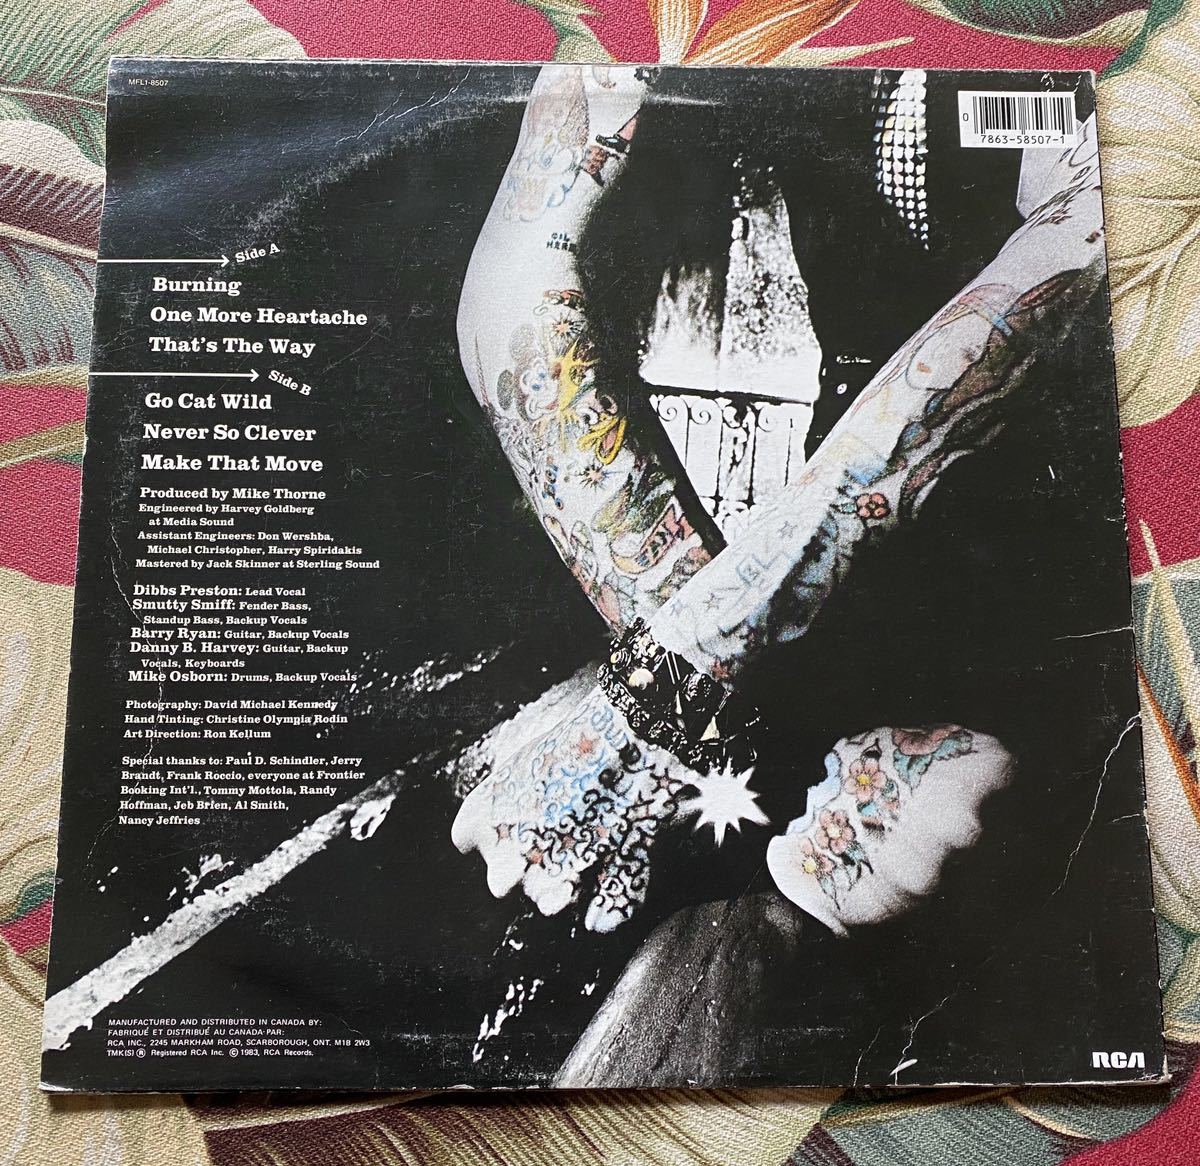 MFL1-8507
0
7863-58507-1
Side A
Burning
One More Heartache
That's The Way
Side B
Go Cat Wild
Never So Clever
Make That Move
Produced by Mike Thorne
Engineered by Harvey Goldberg
at Media Sound
Assistant Engineers: Don Wershba,
Michael Christopher, Harry Spiridakis
Mastered by Jack Skinner at Sterling Sound
Dibbs Preston: Lead Vocal
Smutty Smiff: Fender Bass,
Standup Bass, Backup Vocals
Barry Ryan: Guitar, Backup Vocals
Danny B. Harvey: Guitar, Backup
Vocals, Keyboards
Mike Osborn: Drums, Backup Vocals
Photography: David Michael Kennedy
Hand Tinting: Christine Olympia Rodin
Art Direction: Ron Kellum
Special thanks to: Paul D. Schindler, Jerry
Brandt, Frank Roccio, everyone at Frontier
Booking Int'l., Tommy Mottola, Randy
Hoffman, Jeb Brien, Al Smith,
Nancy Jeffries
MANUFACTURED AND DISTRIBUTED IN CANADA BY:
FABRIQUÉ ET DISTRIBUÉ AU CANADA PAR:
RCA INC., 2245 MARKHAM ROAD, SCARBOROUGH, ONT. M1B 2W3
TMK(S) ® Registered RCA Inc. © 1983, RCA Records.
RCA